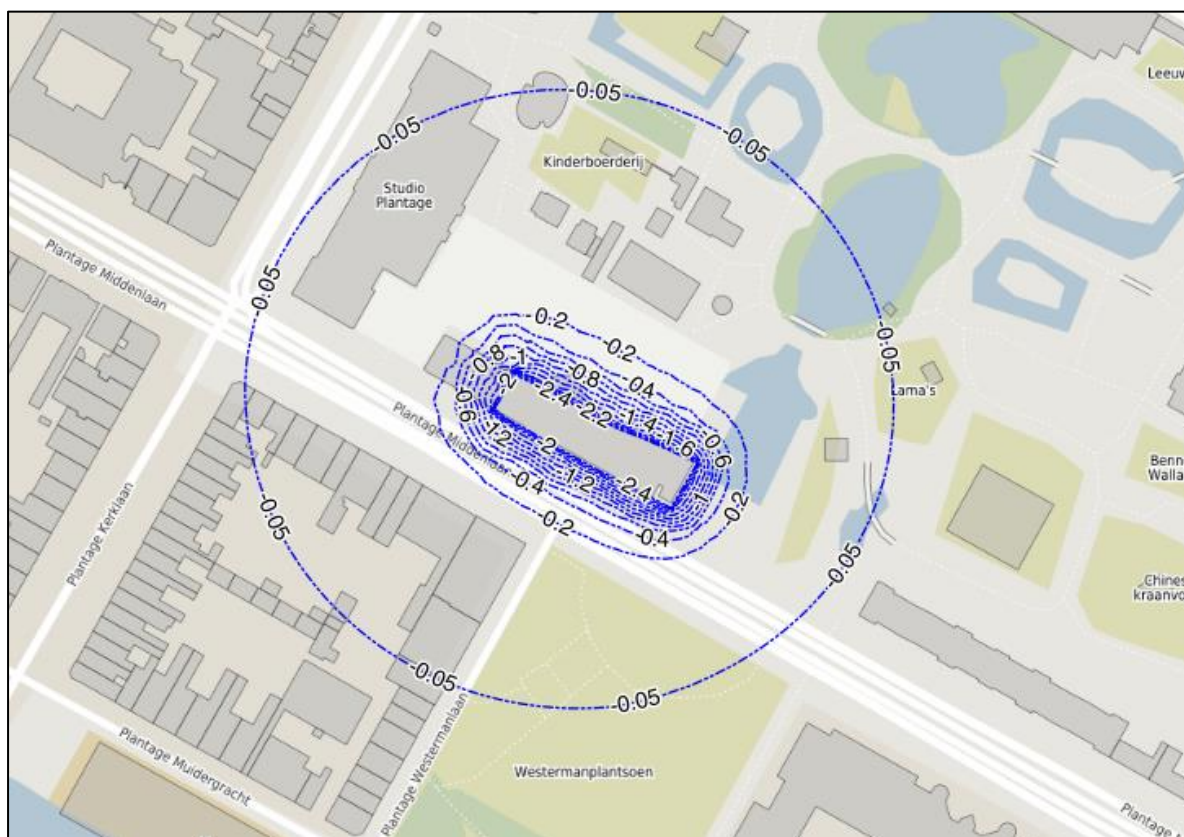 Leeuw
-0.05
-0.05
-0.05
-0.05
Kinderboerderij
Studio
Plantage
Plantage Middenlaan
-0.05
-0.05
-0.2
-0.2
-0.8
-1
-0.8
-0.4
-2
-2.4
-2.2
-1.4
-1.6
-0.6
-0.6
Lama's
Plantage Middenlaan
-1.2
-2
-1.2
-2.4
-1
-0.2
-0.4
-0.2
-0.4
Benne
Walla
Plantage Kerklaan
-0.05
-0.05
Chines
kraanvo
-0.05
-0.05
Plantage Westermanlaan
Plantage Muidergracht
Westermanplantsoen
Plantage